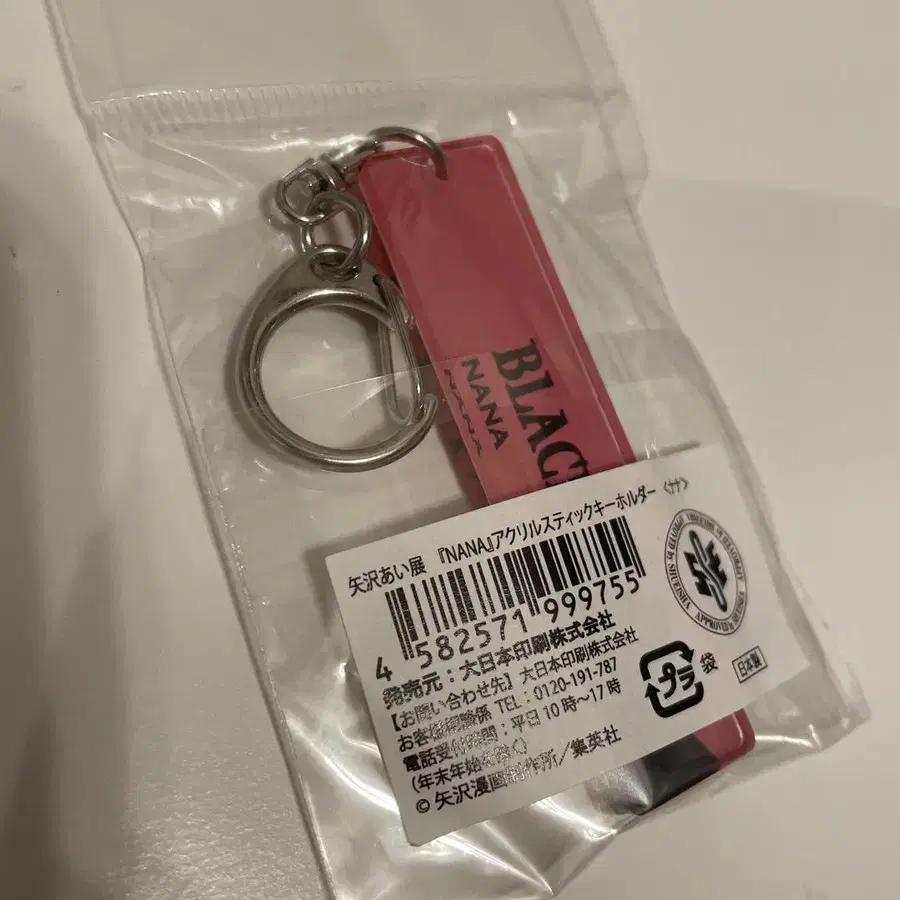 BLAC
NANA
NANA
矢沢あい展 『NANA』アクリルスティックキーホルダー〈サ〉
4 582571 999755
発売元：大日本印刷株式会社
【お問い合わせ先】大日本印刷株式会社
お客様相談係 TEL：0120-191-787
電話受付時間：平日10時〜17時
(年末年始を除く)
© 矢沢漫画制作所／集英社
APPROVED by SHUEISHA
プラ
袋
日本製